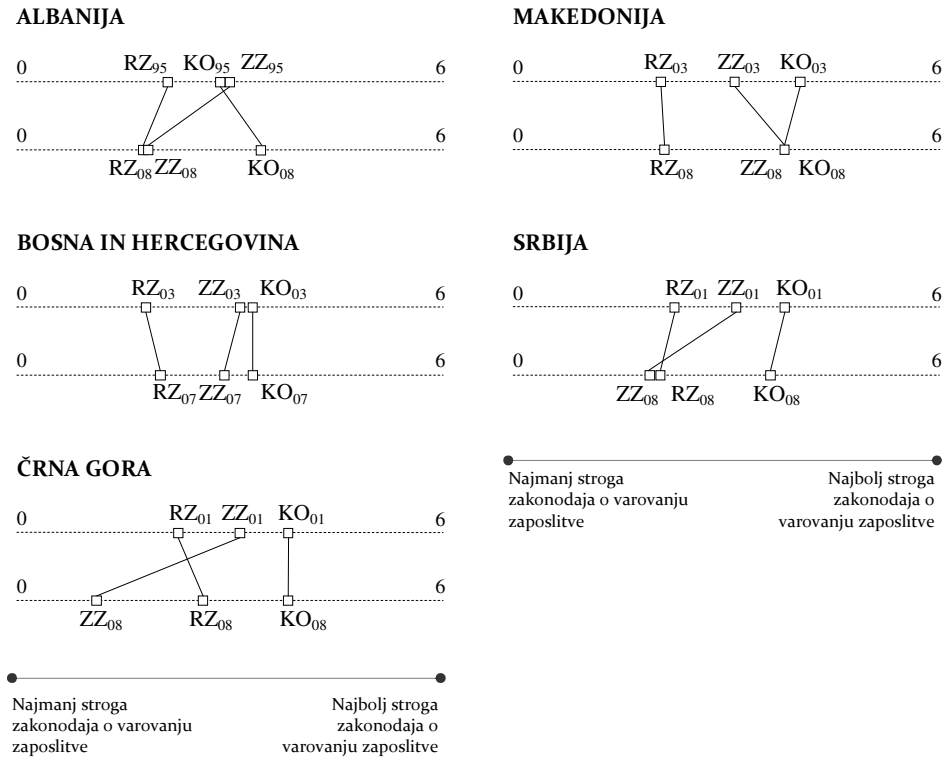 ALBANIJA
0 RZ95 KO95 ZZ95 6
0 6
RZ08 ZZ08 KO08
BOSNA IN HERCEGOVINA
0 RZ03 ZZ03 KO03 6
0 6
RZ07 ZZ07 KO07
ČRNA GORA
0 RZ01 ZZ01 KO01 6
0 6
ZZ08 RZ08 KO08
Najmanj stroga
zakonodaja o varovanju
zaposlitve
Najbolj stroga
zakonodaja o
varovanju zaposlitve
MAKEDONIJA
0 RZ03 ZZ03 KO03 6
0 6
RZ08 ZZ08 KO08
SRBIJA
0 RZ01 ZZ01 KO01 6
0 6
ZZ08 RZ08 KO08
Najmanj stroga
zakonodaja o varovanju
zaposlitve
Najbolj stroga
zakonodaja o
varovanju zaposlitve